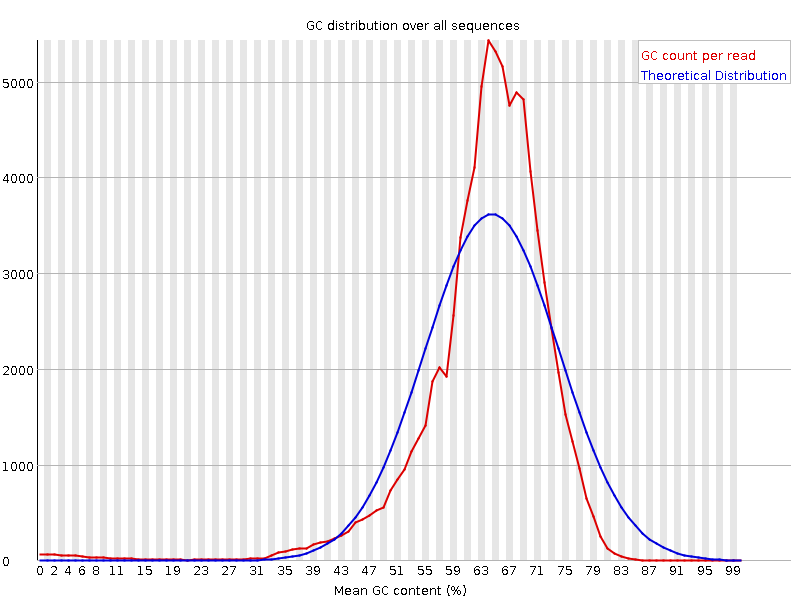 GC distribution over all sequences
GC count per read
Theoretical Distribution
5000
4000
3000
2000
1000
0
0 2 4 6 8 11 15 19 23 27 31 35 39 43 47 51 55 59 63 67 71 75 79 83 87 91 95 99
Mean GC content (%)